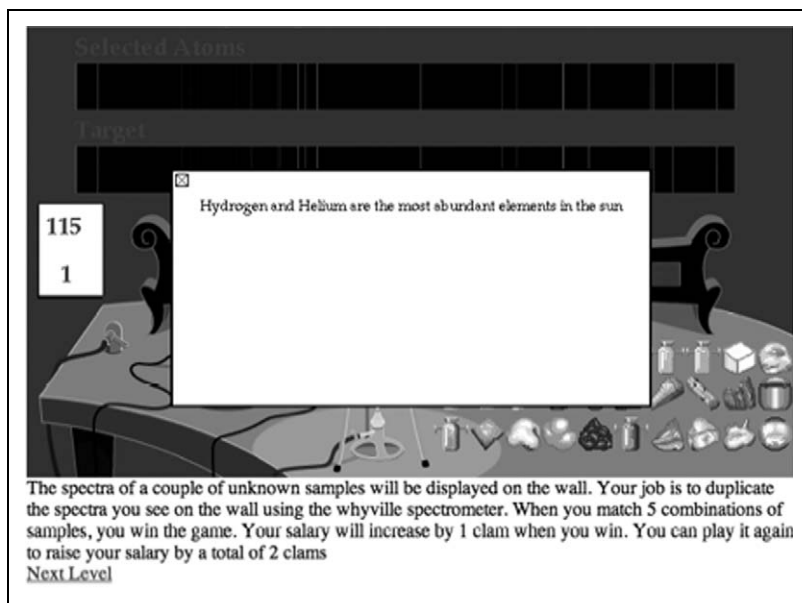 Selected Atoms
Target
Hydrogen and Helium are the most abundant elements in the sun
115
1
The spectra of a couple of unknown samples will be displayed on the wall. Your job is to duplicate
the spectra you see on the wall using the whyville spectrometer. When you match 5 combinations of
samples, you win the game. Your salary will increase by 1 clam when you win. You can play it again
to raise your salary by a total of 2 clams
Next Level